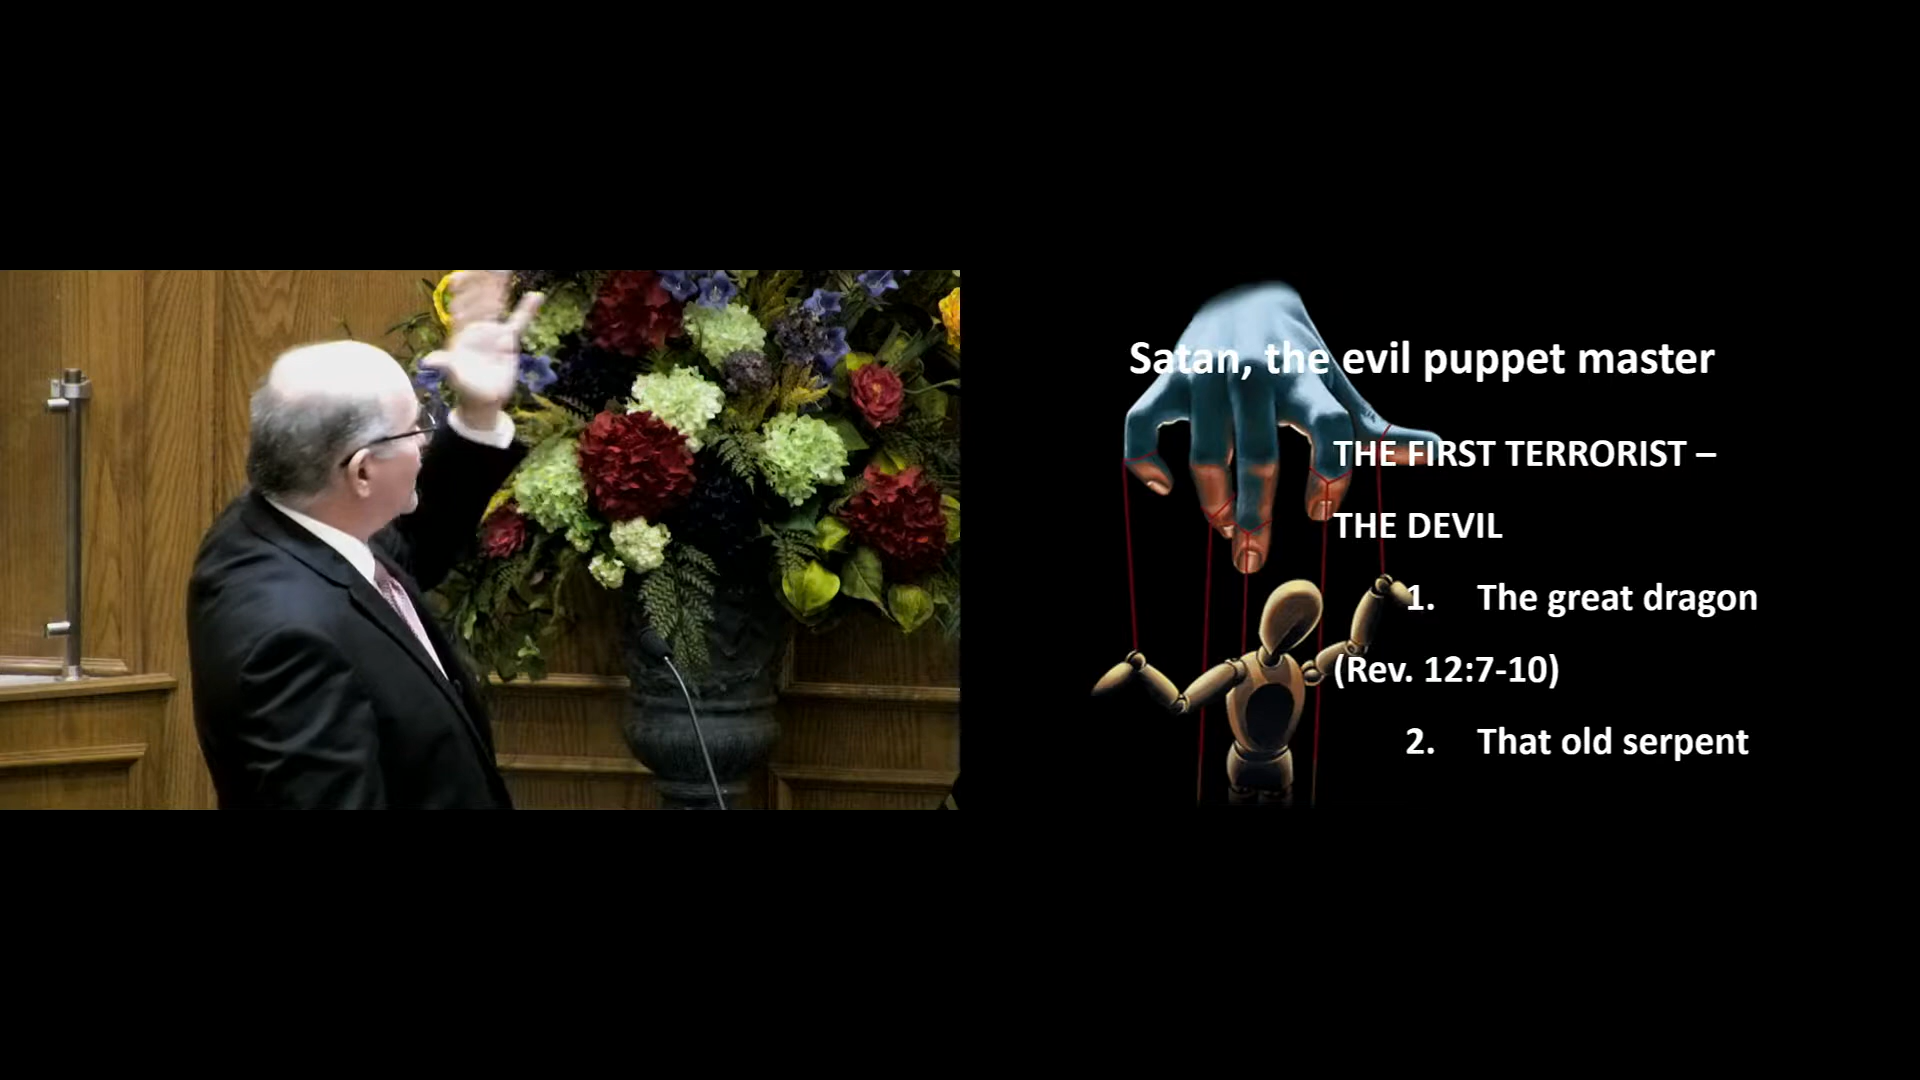 Satan, the evil puppet master
THE FIRST TERRORIST –
THE DEVIL
1. The great dragon
(Rev. 12:7-10)
2. That old serpent